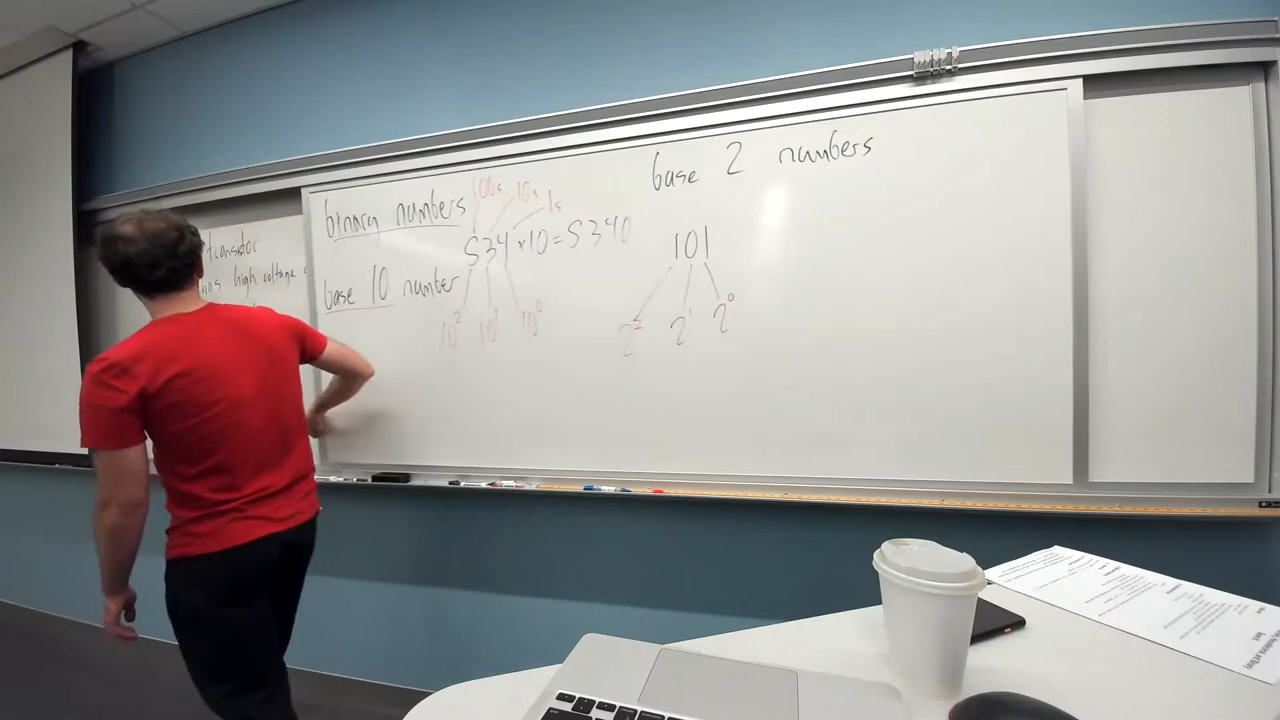 transistor
has high voltage
binary numbers
100s 10s 1s
534 × 10 = 5340
base 10 number
10² 10¹ 10⁰
base 2 numbers
101
2² 2¹ 2⁰